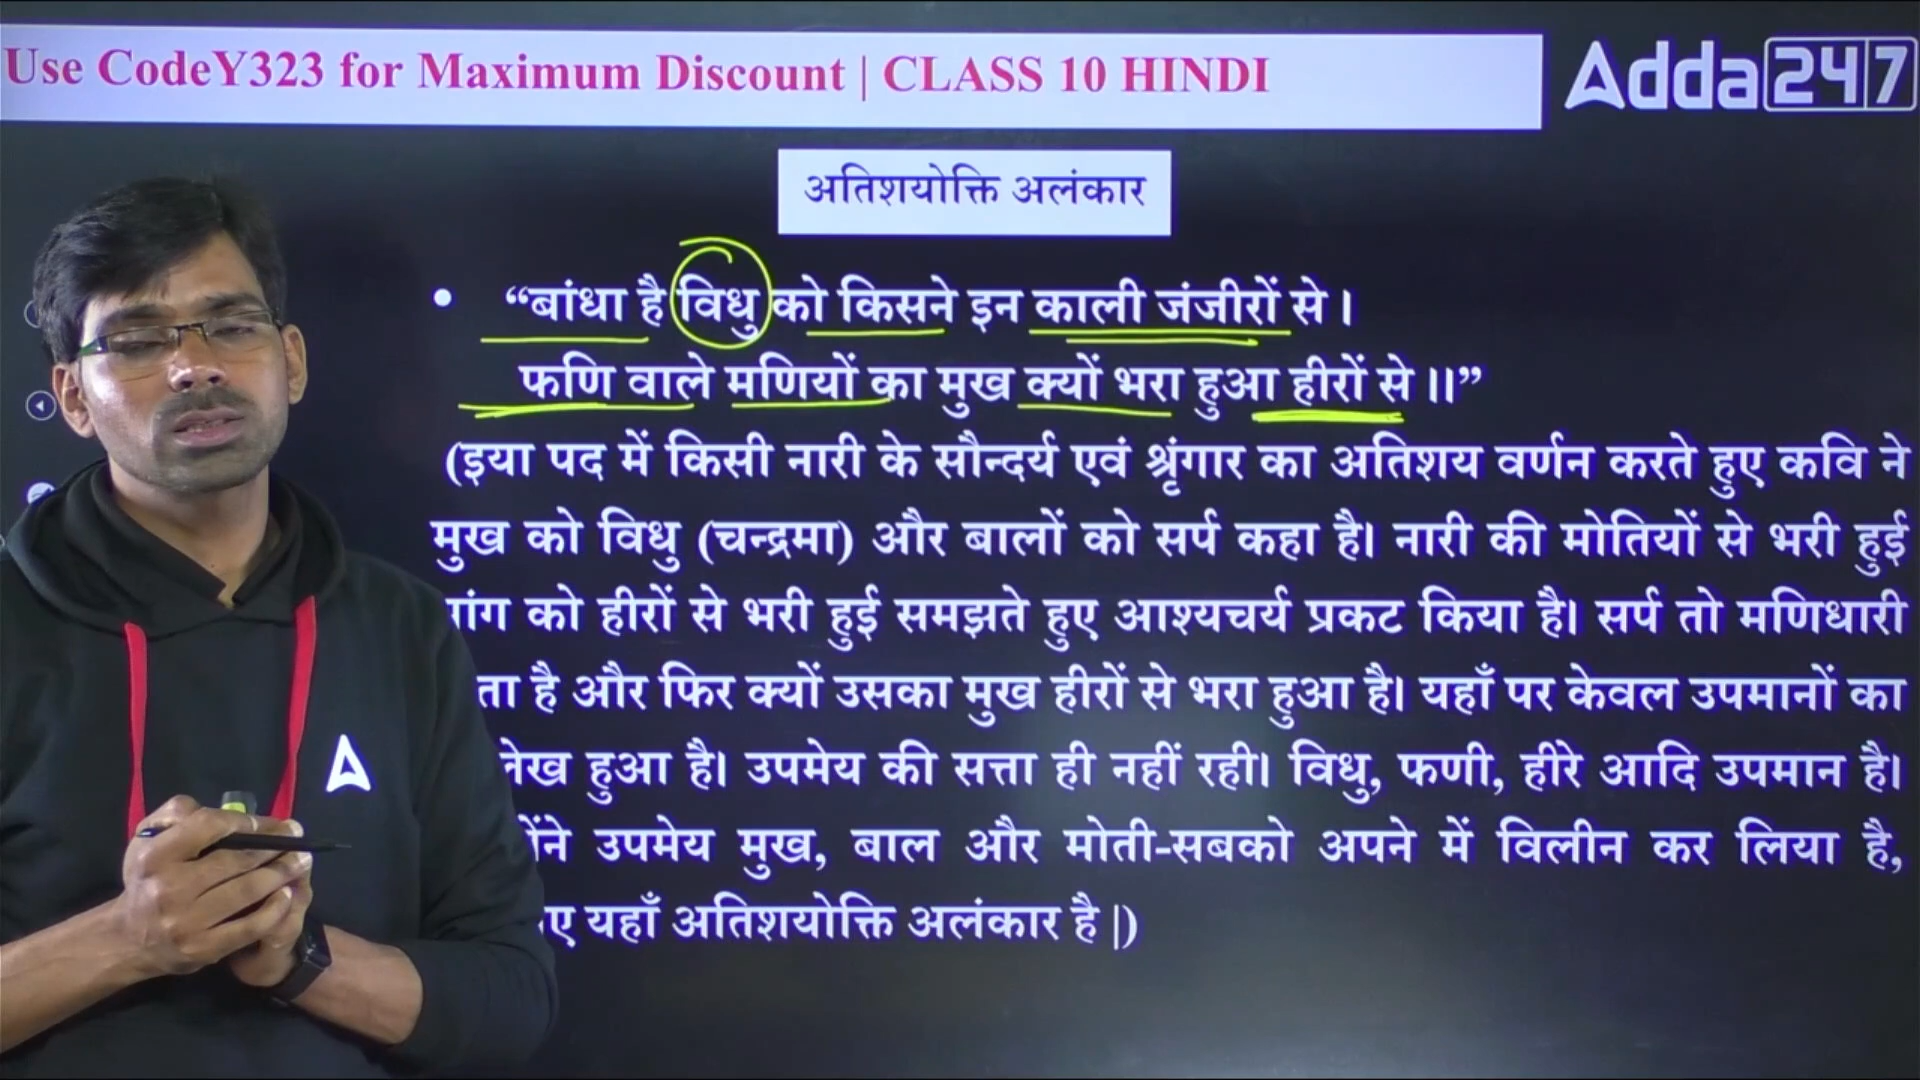 Use CodeY323 for Maximum Discount | CLASS 10 HINDI
Adda247
अतिशयोक्ति अलंकार
• “बांधा है विधु को किसने इन काली जंजीरों से ।
फणि वाले मणियों का मुख क्यों भरा हुआ हीरों से ।।”
(इया पद में किसी नारी के सौन्दर्य एवं श्रृंगार का अतिशय वर्णन करते हुए कवि ने
मुख को विधु (चन्द्रमा) और बालों को सर्प कहा है। नारी की मोतियों से भरी हुई
को हीरों से भरी हुई समझते हुए आश्यचर्य प्रकट किया है। सर्प तो मणिधारी
है और फिर क्यों उसका मुख हीरों से भरा हुआ है। यहाँ पर केवल उपमानों का
हुआ है। उपमेय की सत्ता ही नहीं रही। विधु, फणी, हीरे आदि उपमान है।
उपमेय मुख, बाल और मोती-सबको अपने में विलीन कर लिया है,
यहाँ अतिशयोक्ति अलंकार है |)